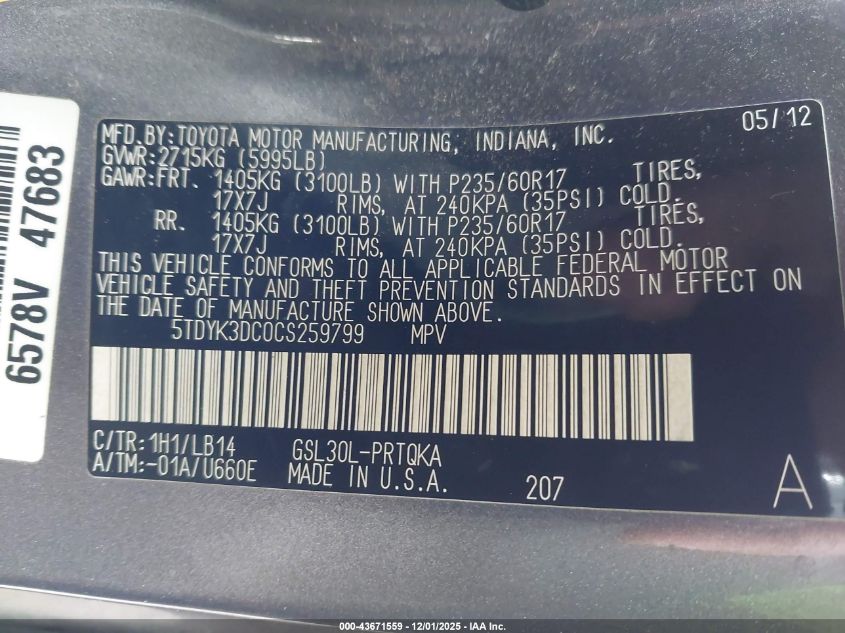 6578V 47683
05/12
MFD.BY:TOYOTA MOTOR MANUFACTURING, INDIANA, INC.
GVWR:2715KG (5995LB)
GAWR:FRT. 1405KG (3100LB) WITH P235/60R17 TIRES,
17X7J RIMS, AT 240KPA (35PSI) COLD.
RR. 1405KG (3100LB) WITH P235/60R17 TIRES,
17X7J RIMS, AT 240KPA (35PSI) COLD.
THIS VEHICLE CONFORMS TO ALL APPLICABLE FEDERAL MOTOR
VEHICLE SAFETY AND THEFT PREVENTION STANDARDS IN EFFECT ON
THE DATE OF MANUFACTURE SHOWN ABOVE.
5TDYK3DC0CS259799 MPV
C/TR:1H1/LB14 GSL30L-PRTQKA
A/TM:-01A/U660E MADE IN U.S.A. 207 A
000-43671559 - 12/01/2025 - IAA Inc.